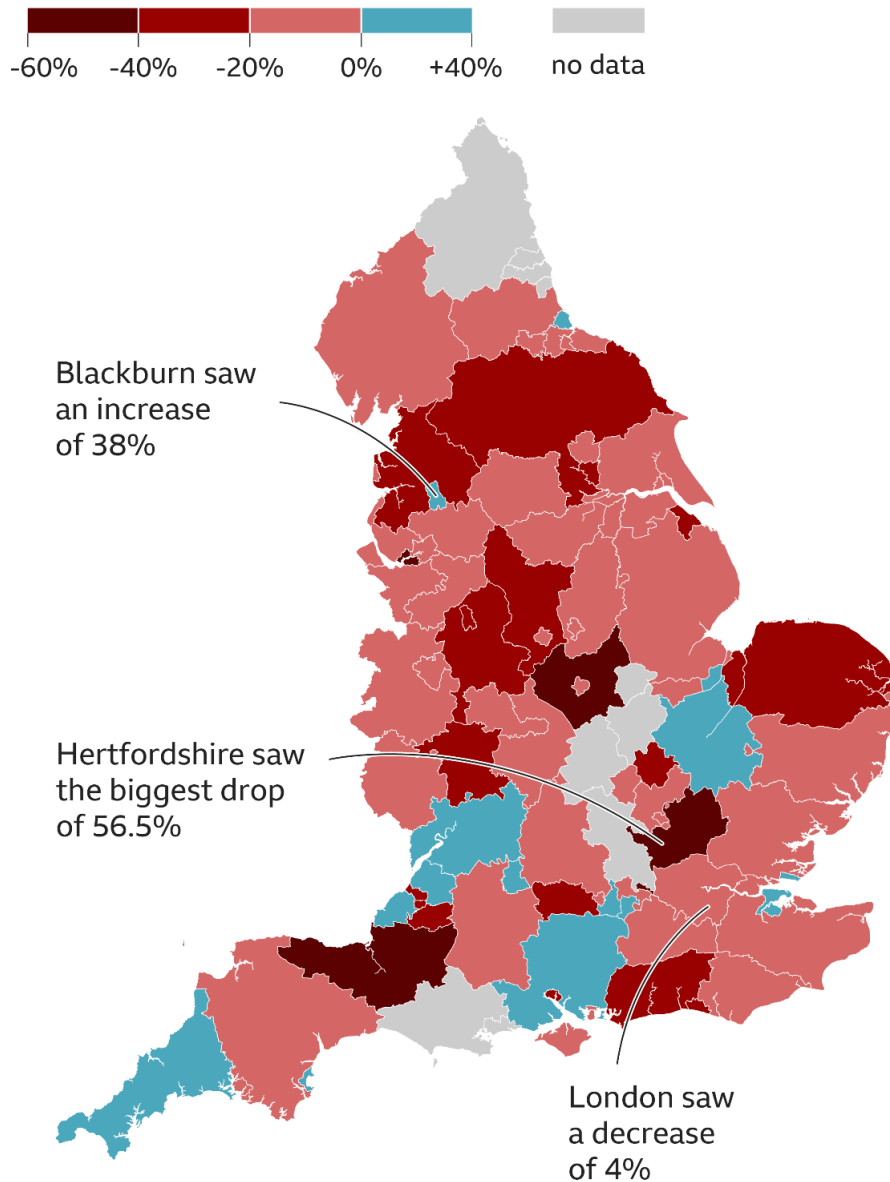 -60% -40% -20% 0% +40% no data
Blackburn saw
an increase
of 38%
Hertfordshire saw
the biggest drop
of 56.5%
London saw
a decrease
of 4%